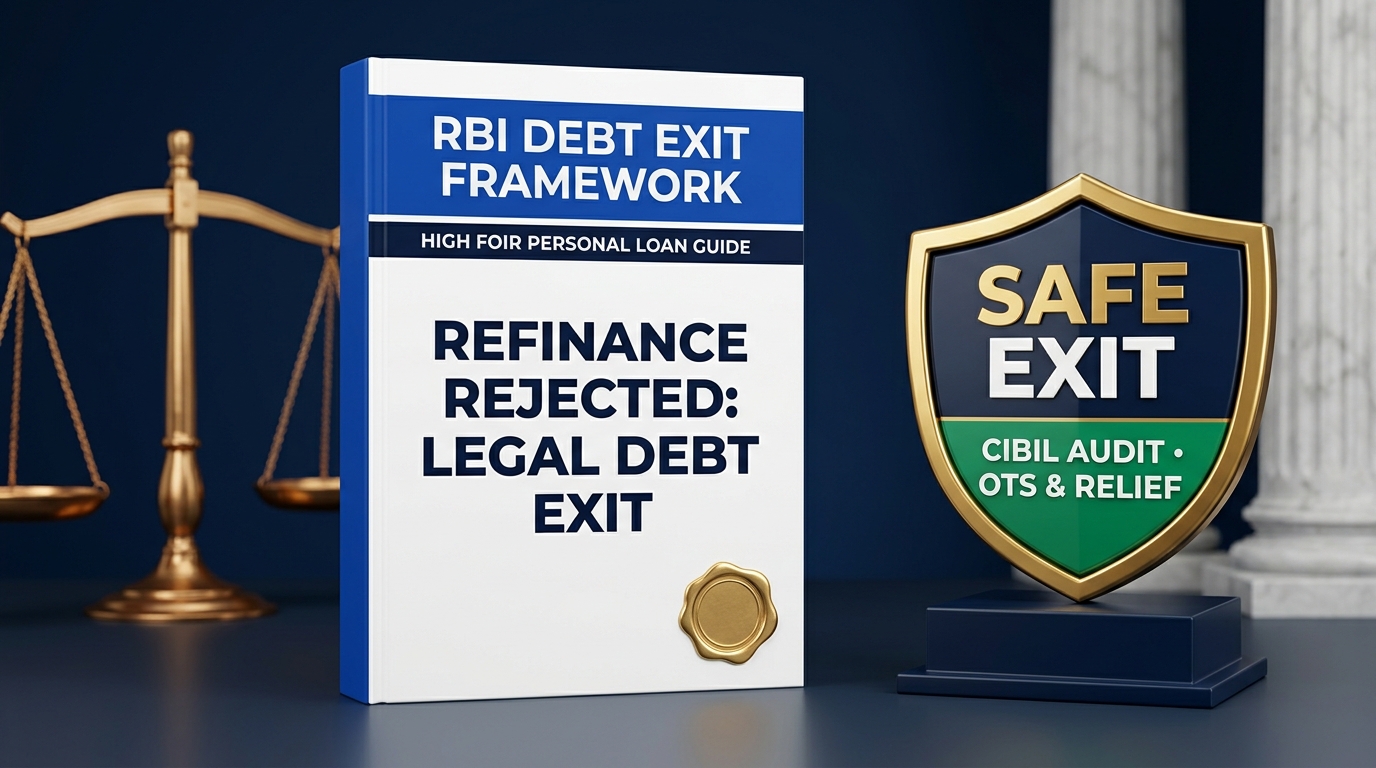 RBI DEBT EXIT
FRAMEWORK
HIGH FOIR PERSONAL LOAN GUIDE
REFINANCE
REJECTED:
LEGAL DEBT
EXIT
SAFE
EXIT
CIBIL AUDIT •
OTS & RELIEF